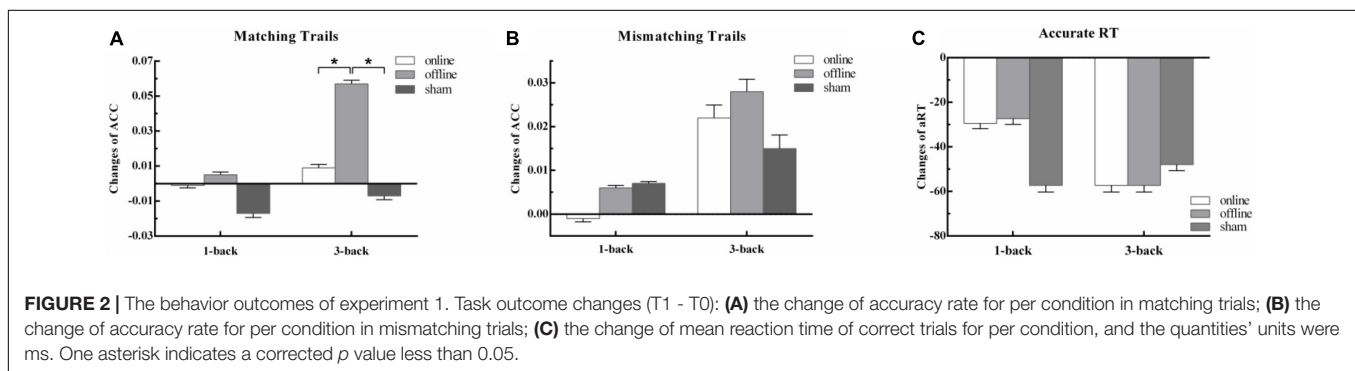 A Matching Trails
0.07
0.05
0.03
0.01
-0.01
-0.03
Changes of ACC
* *
online
offline
sham
1-back 3-back
B Mismatching Trails
0.03
0.02
0.01
0.00
Changes of ACC
online
offline
sham
1-back 3-back
C Accurate RT
0
-20
-40
-60
-80
Changes of aRT
online
offline
sham
1-back 3-back
FIGURE 2 | The behavior outcomes of experiment 1. Task outcome changes (T1 - T0): (A) the change of accuracy rate for per condition in matching trials; (B) the
change of accuracy rate for per condition in mismatching trials; (C) the change of mean reaction time of correct trials for per condition, and the quantities' units were
ms. One asterisk indicates a corrected p value less than 0.05.